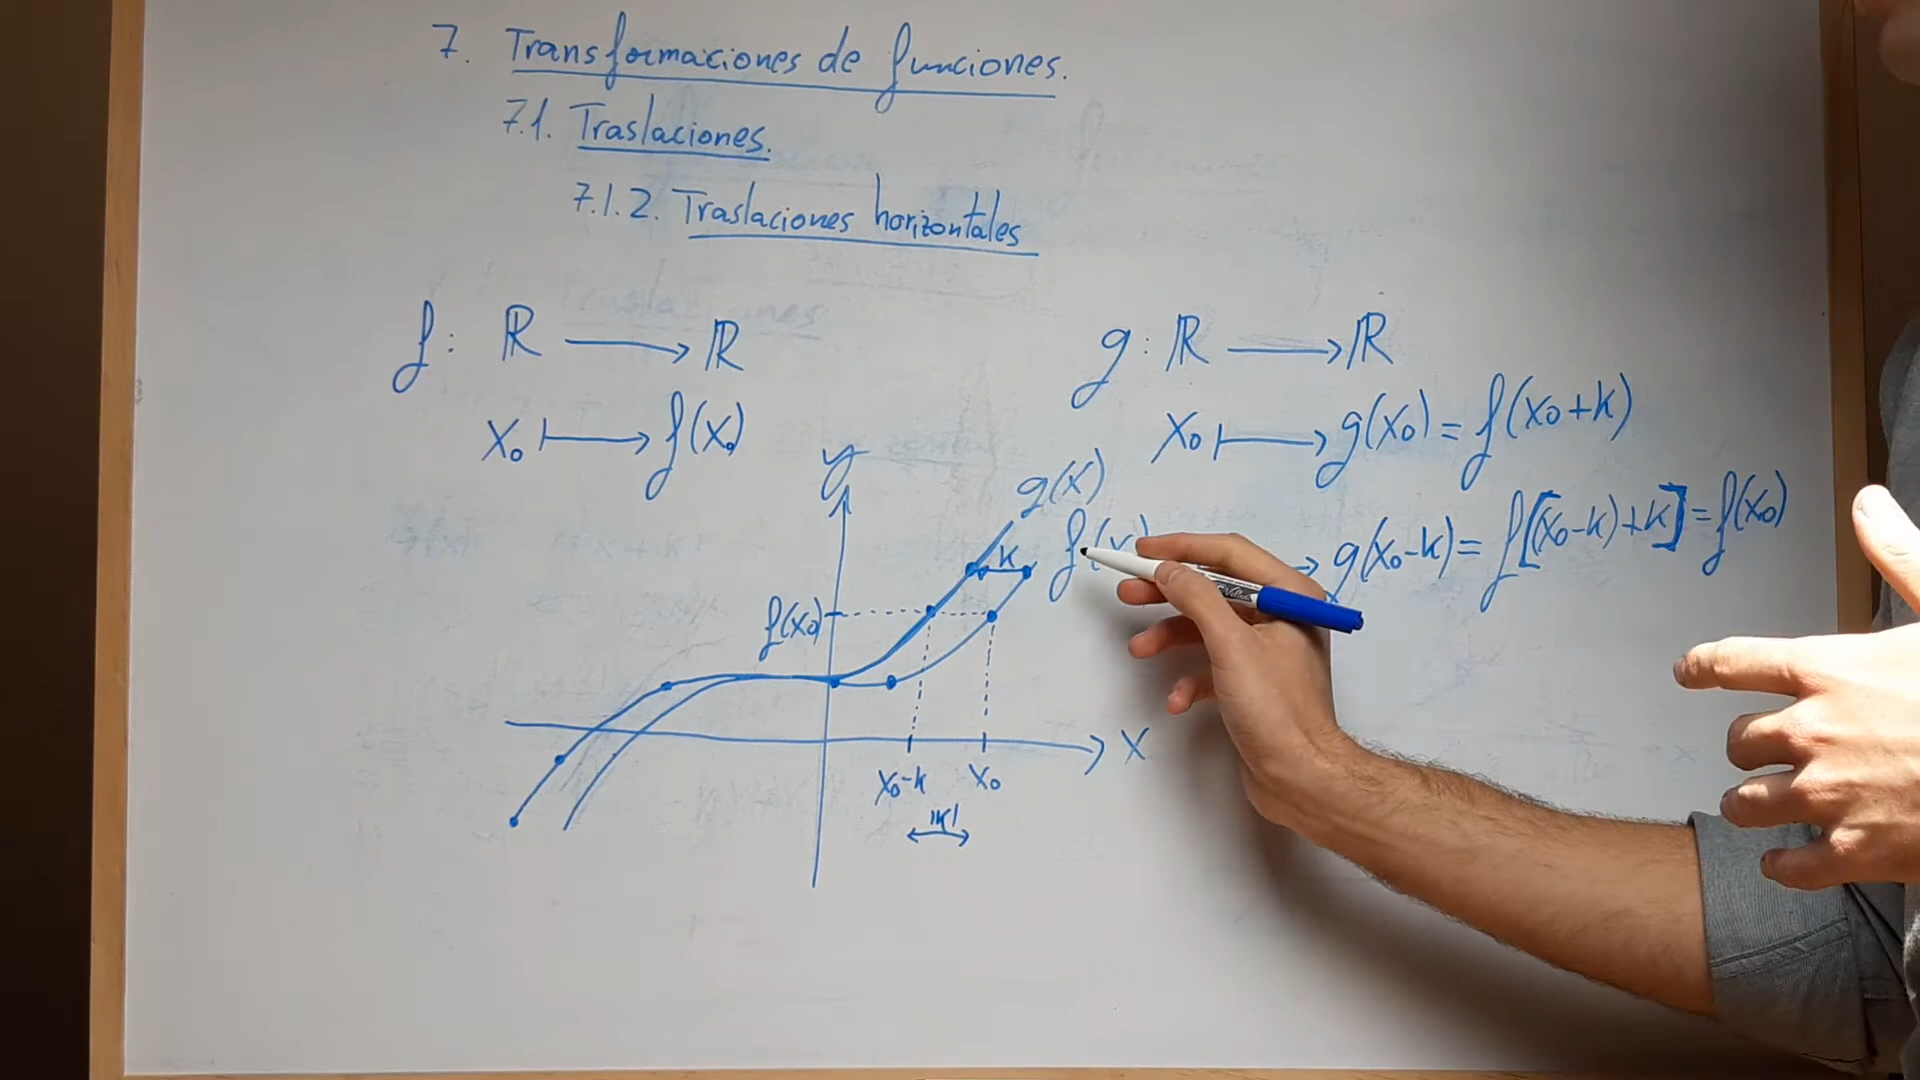 7. Transformaciones de funciones.
7.1. Traslaciones.
7.1.2. Traslaciones horizontales
f: ℝ ⟶ ℝ
x₀ ⟼ f(x₀)
g: ℝ ⟶ ℝ
x₀ ⟼ g(x₀) = f(x₀+k)
→ g(x₀-k) = f[(x₀-k)+k] = f(x₀)
y
g(x)
f(x
k
f(x₀)
x
x₀-k
x₀
|k|